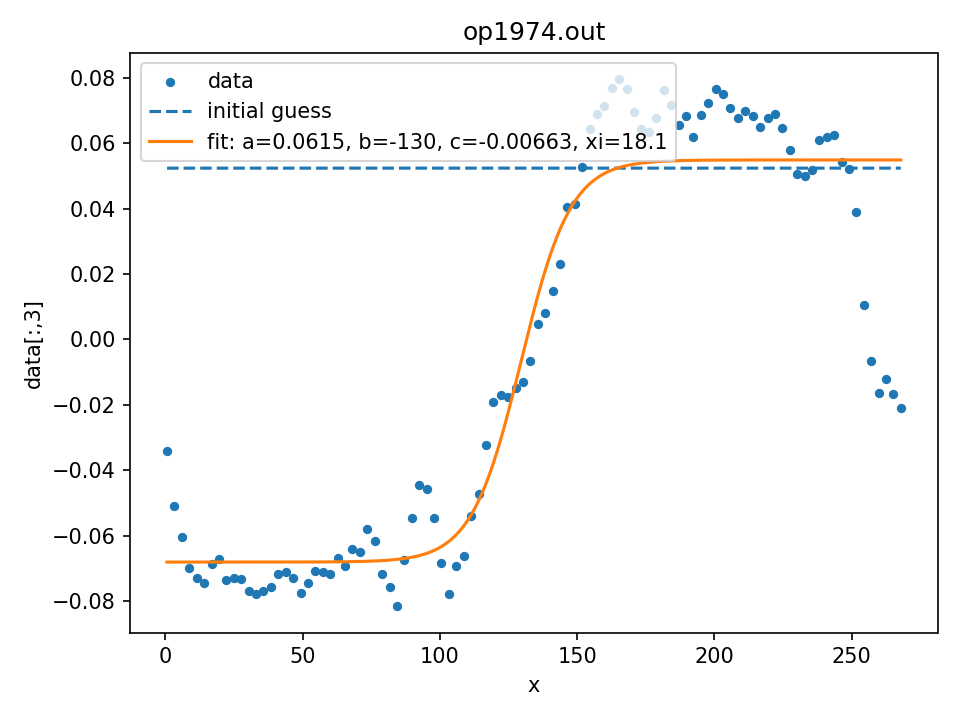 op1974.out
data
initial guess
fit: a=0.0615, b=-130, c=-0.00663, xi=18.1
0.08
0.06
0.04
0.02
0.00
−0.02
−0.04
−0.06
−0.08
data[:,3]
0 50 100 150 200 250
x